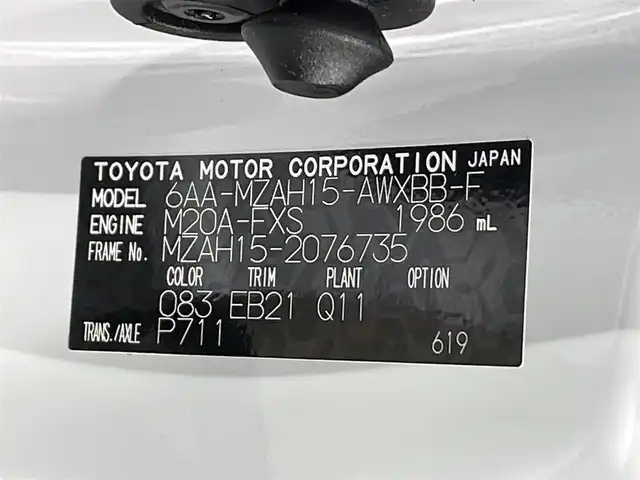 TOYOTA MOTOR CORPORATION JAPAN
MODEL 6AA-MZAH15-AWXBB-F
ENGINE M20A-FXS 1986 mL
FRAME No. MZAH15-2076735
COLOR TRIM PLANT OPTION
083 EB21 Q11
TRANS./AXLE P711 619